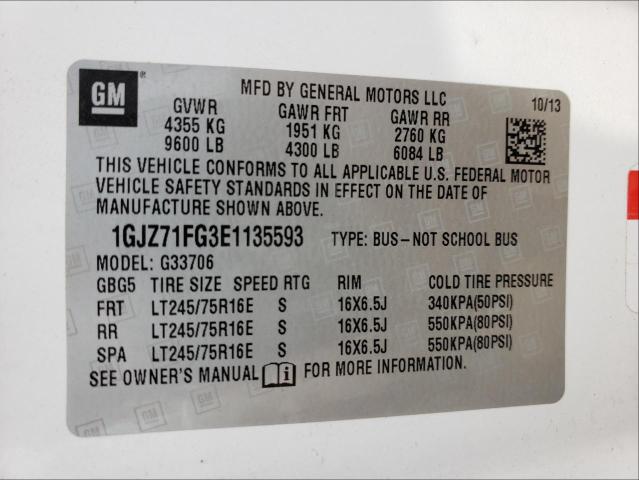 GM
MFD BY GENERAL MOTORS LLC
10/13
GVWR GAWR FRT GAWR RR
4355 KG 1951 KG 2760 KG
9600 LB 4300 LB 6084 LB
THIS VEHICLE CONFORMS TO ALL APPLICABLE U.S. FEDERAL MOTOR
VEHICLE SAFETY STANDARDS IN EFFECT ON THE DATE OF
MANUFACTURE SHOWN ABOVE.
1GJZ71FG3E1135593 TYPE: BUS–NOT SCHOOL BUS
MODEL: G33706
GBG5 TIRE SIZE SPEED RTG RIM COLD TIRE PRESSURE
FRT LT245/75R16E S 16X6.5J 340KPA(50PSI)
RR LT245/75R16E S 16X6.5J 550KPA(80PSI)
SPA LT245/75R16E S 16X6.5J 550KPA(80PSI)
SEE OWNER'S MANUAL FOR MORE INFORMATION.